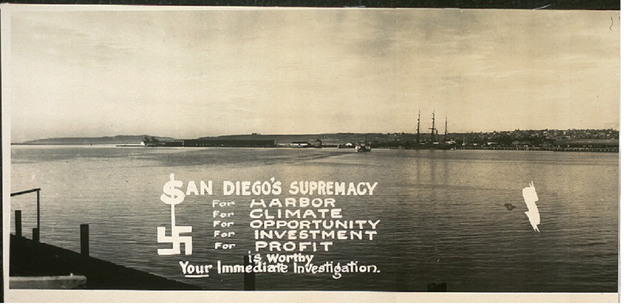 $AN DIEGO'S SUPREMACY
For HARBOR
For CLIMATE
For OPPORTUNITY
For INVESTMENT
For PROFIT
is Worthy
Your Immediate Investigation.